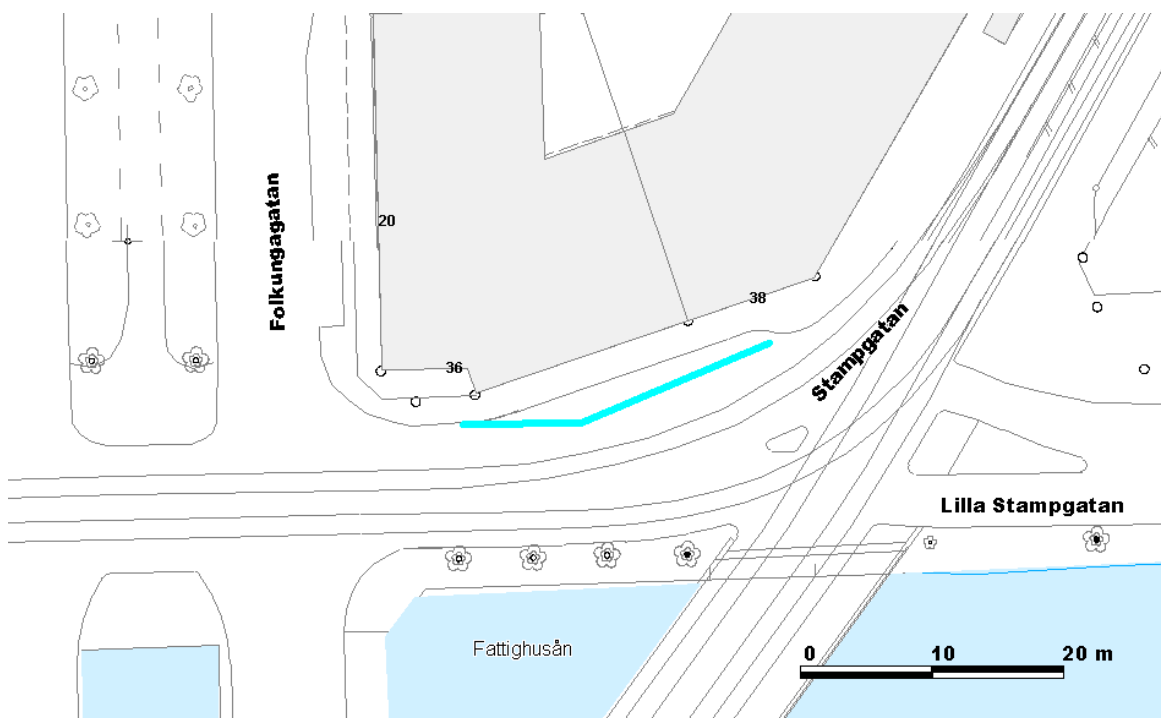 20
Folkungagatan
38
36
Stampgatan
Lilla Stampgatan
Fattighusån
0 10 20 m